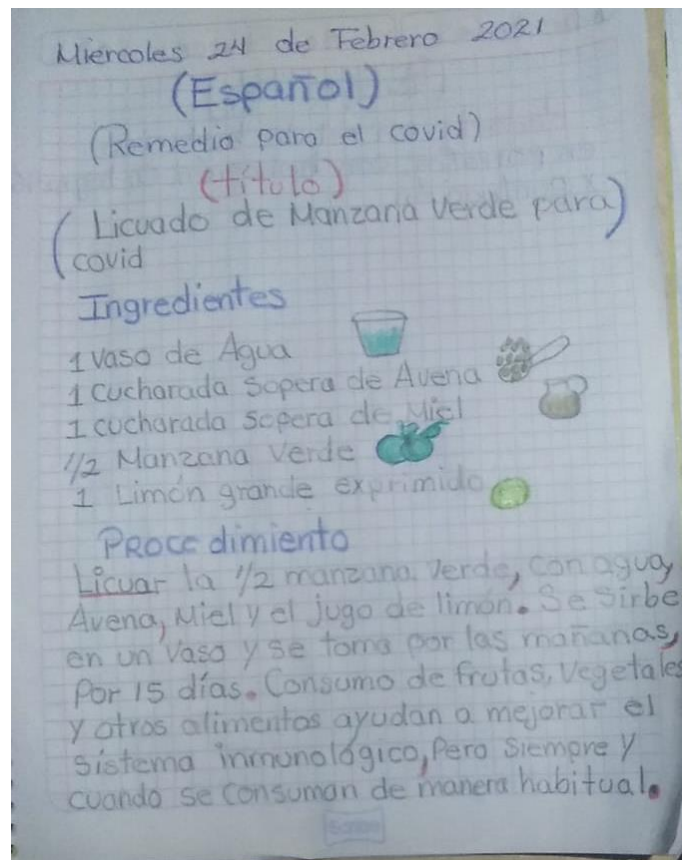 Miercoles 24 de Febrero 2021
(Español)
(Remedio para el covid)
(título)
(Licuado de Manzana Verde para
covid)
Ingredientes
1 vaso de Agua
1 Cucharada Sopera de Avena
1 cucharada sopera de Miel
1/2 Manzana Verde
1 Limón grande exprimido
Procedimiento
Licuar la 1/2 manzana verde, con agua,
Avena, Miel y el jugo de limón. Se Sirbe
en un Vaso y se toma por las mañanas,
Por 15 días. Consumo de frutas, Vegetales
y otros alimentos ayudan a mejorar el
Sistema inmunológico, Pero Siempre y
cuando se consuman de manera habitual.
Scribe